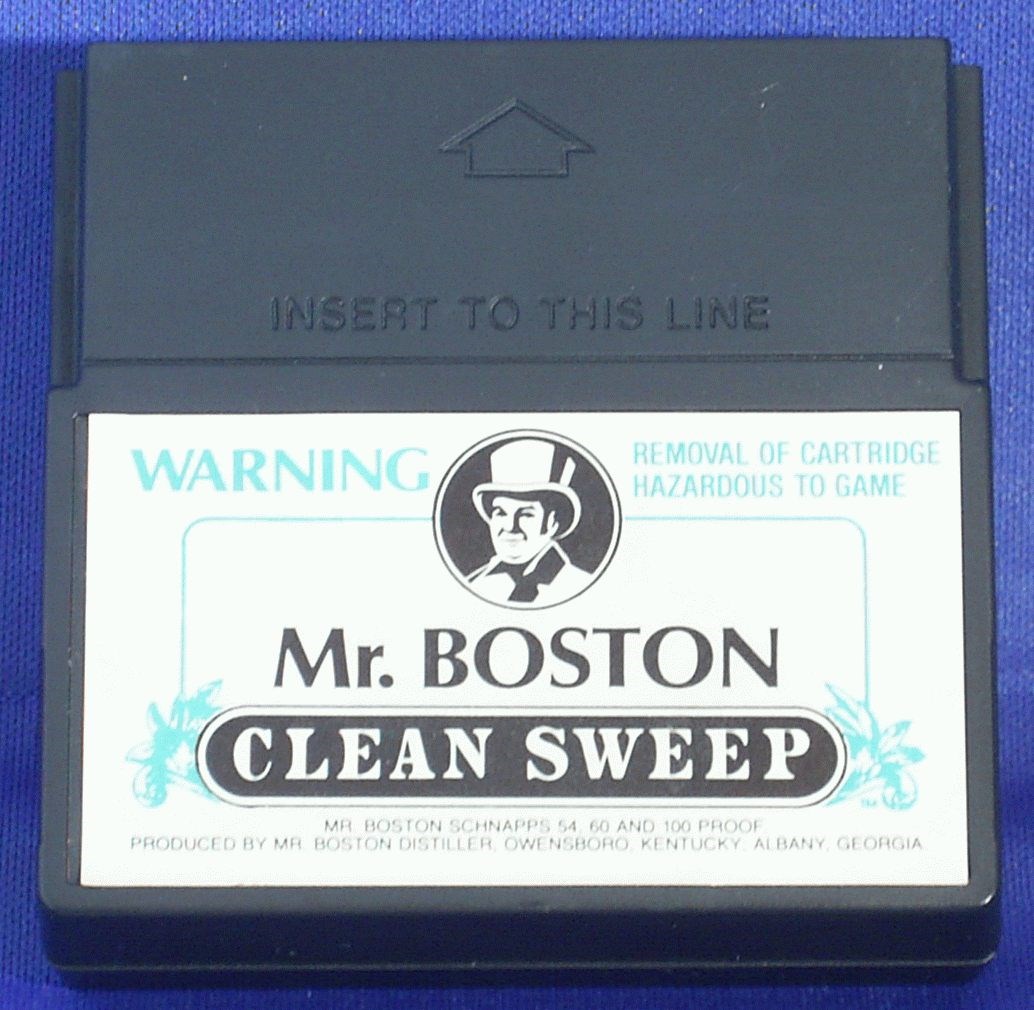 INSERT TO THIS LINE
WARNING
REMOVAL OF CARTRIDGE
HAZARDOUS TO GAME
Mr. BOSTON
CLEAN SWEEP
TM
MR. BOSTON SCHNAPPS 54, 60 AND 100 PROOF
PRODUCED BY MR. BOSTON DISTILLER, OWENSBORO, KENTUCKY, ALBANY, GEORGIA